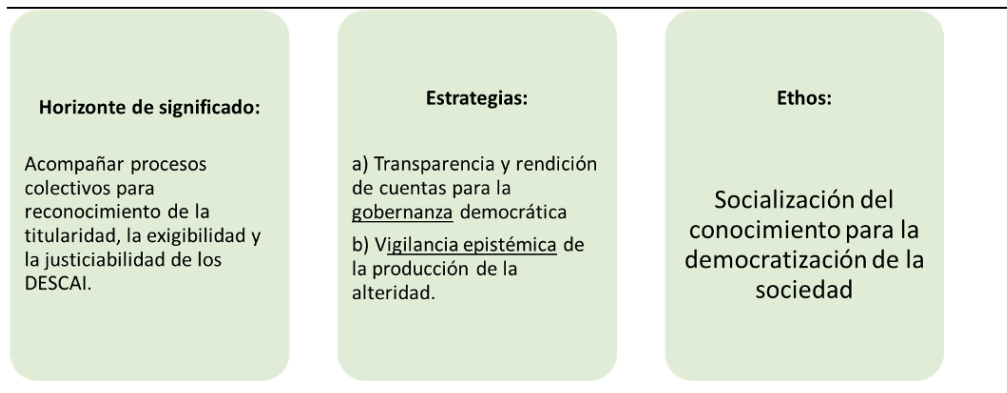 Horizonte de significado:
Acompañar procesos
colectivos para
reconocimiento de la
titularidad, la exigibilidad y
la justiciabilidad de los
DESCAI.
Estrategias:
a) Transparencia y rendición
de cuentas para la
gobernanza democrática
b) Vigilancia epistémica de
la producción de la
alteridad.
Ethos:
Socialización del
conocimiento para la
democratización de la
sociedad